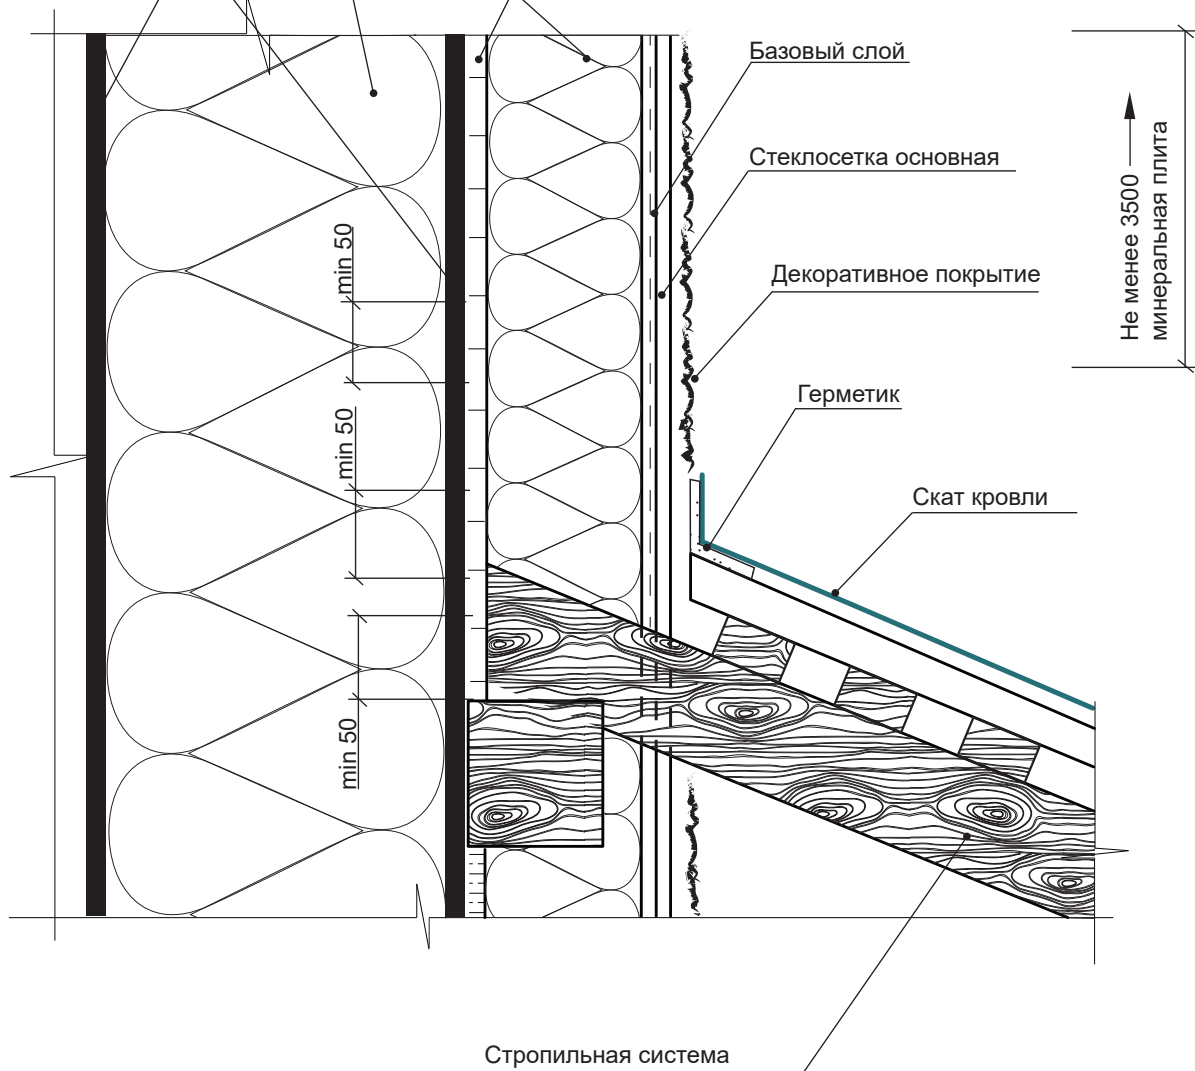 Базовый слой
Стеклосетка основная
Не менее 3500
минеральная плита
Декоративное покрытие
min 50
Герметик
min 50
Скат кровли
min 50
Стропильная система